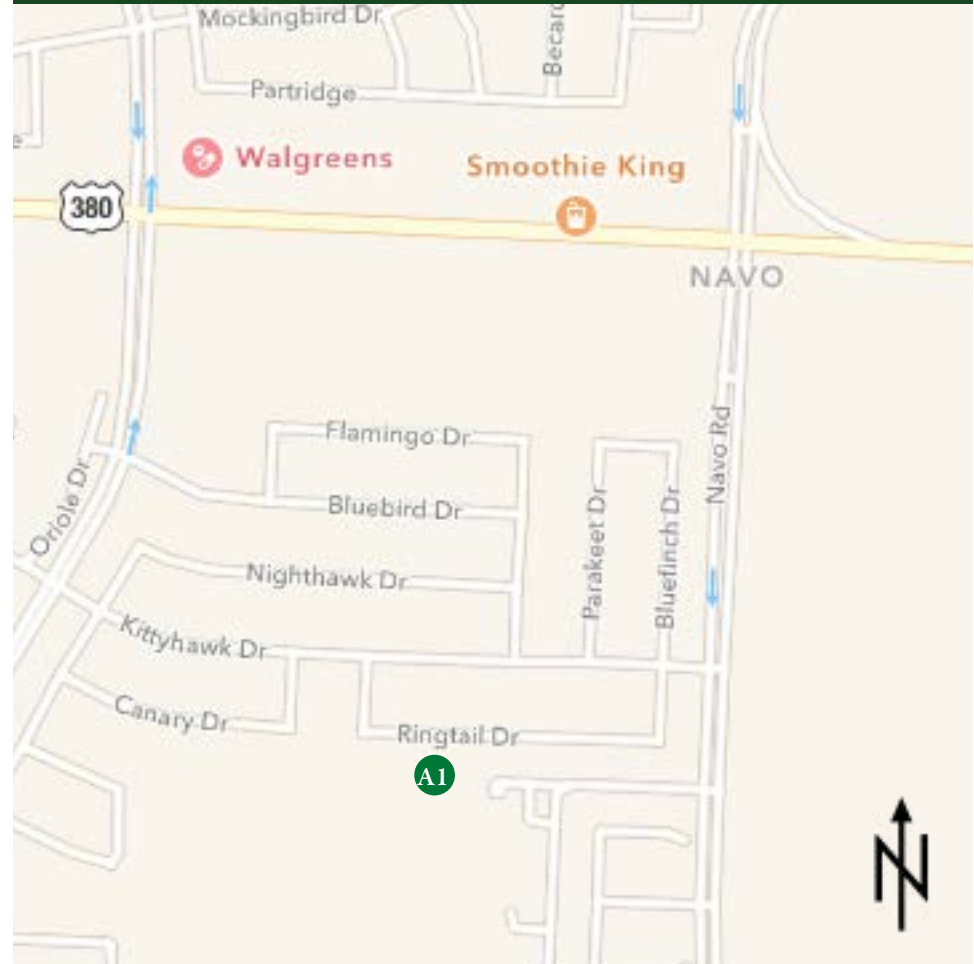 Mockingbird Dr
Becard
Partridge
Walgreens
Smoothie King
380
NAVO
Navo Rd
Flamingo Dr
Oriole Dr
Bluebird Dr
Parakeet Dr
Bluefinch Dr
Nighthawk Dr
Kittyhawk Dr
Canary Dr
Ringtail Dr
A1
N